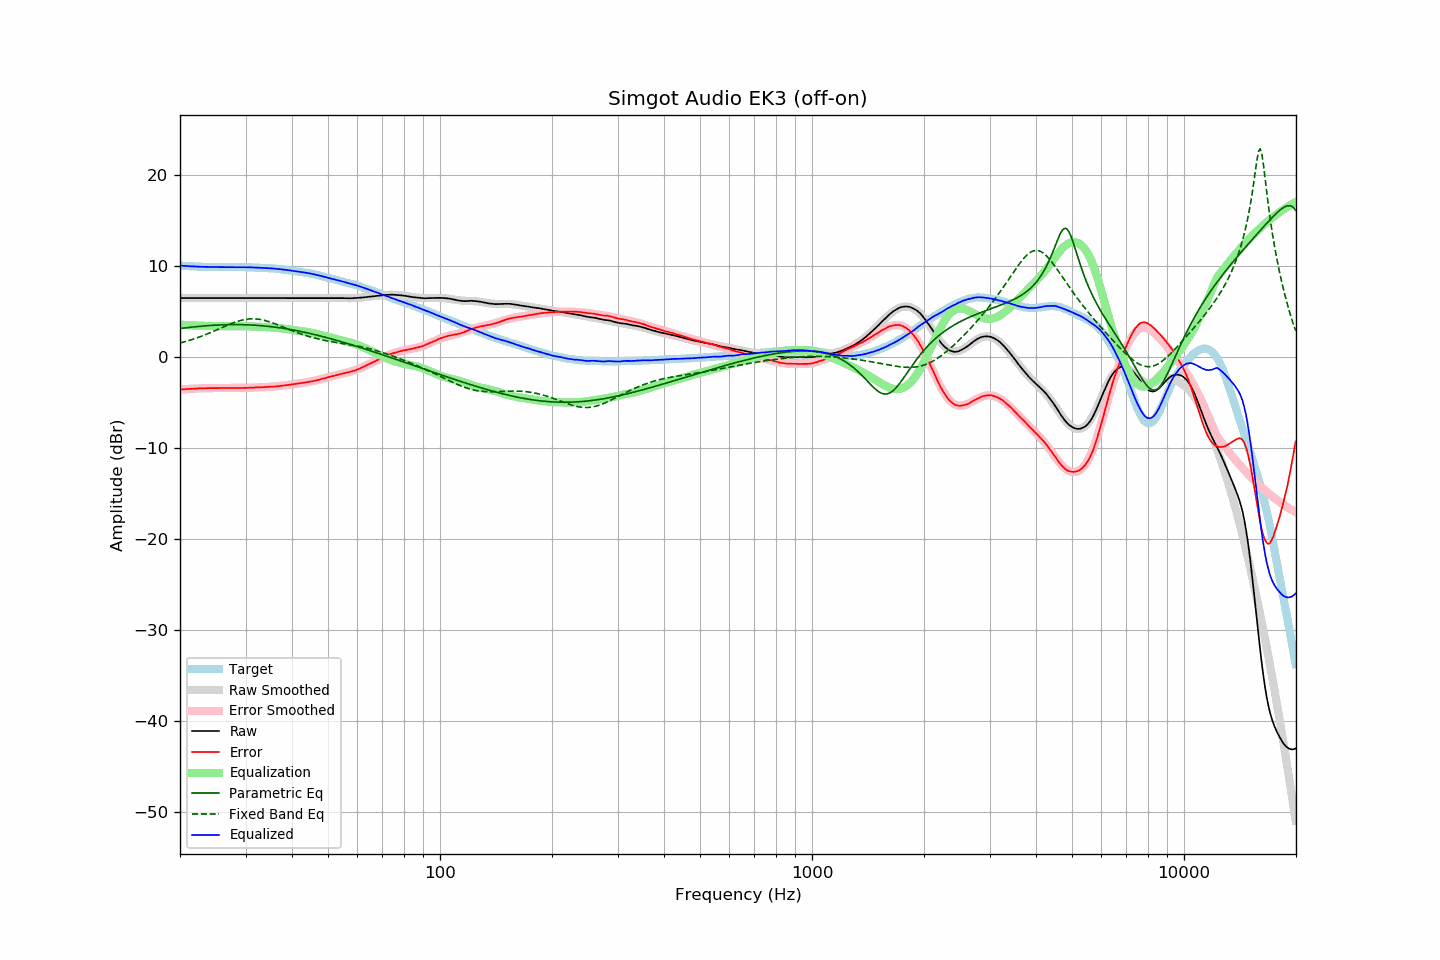 Simgot Audio EK3 (off-on)
20
10
0
−10
−20
−30
−40
−50
Amplitude (dBr)
Target
Raw Smoothed
Error Smoothed
Raw
Error
Equalization
Parametric Eq
Fixed Band Eq
Equalized
100
1000
10000
Frequency (Hz)